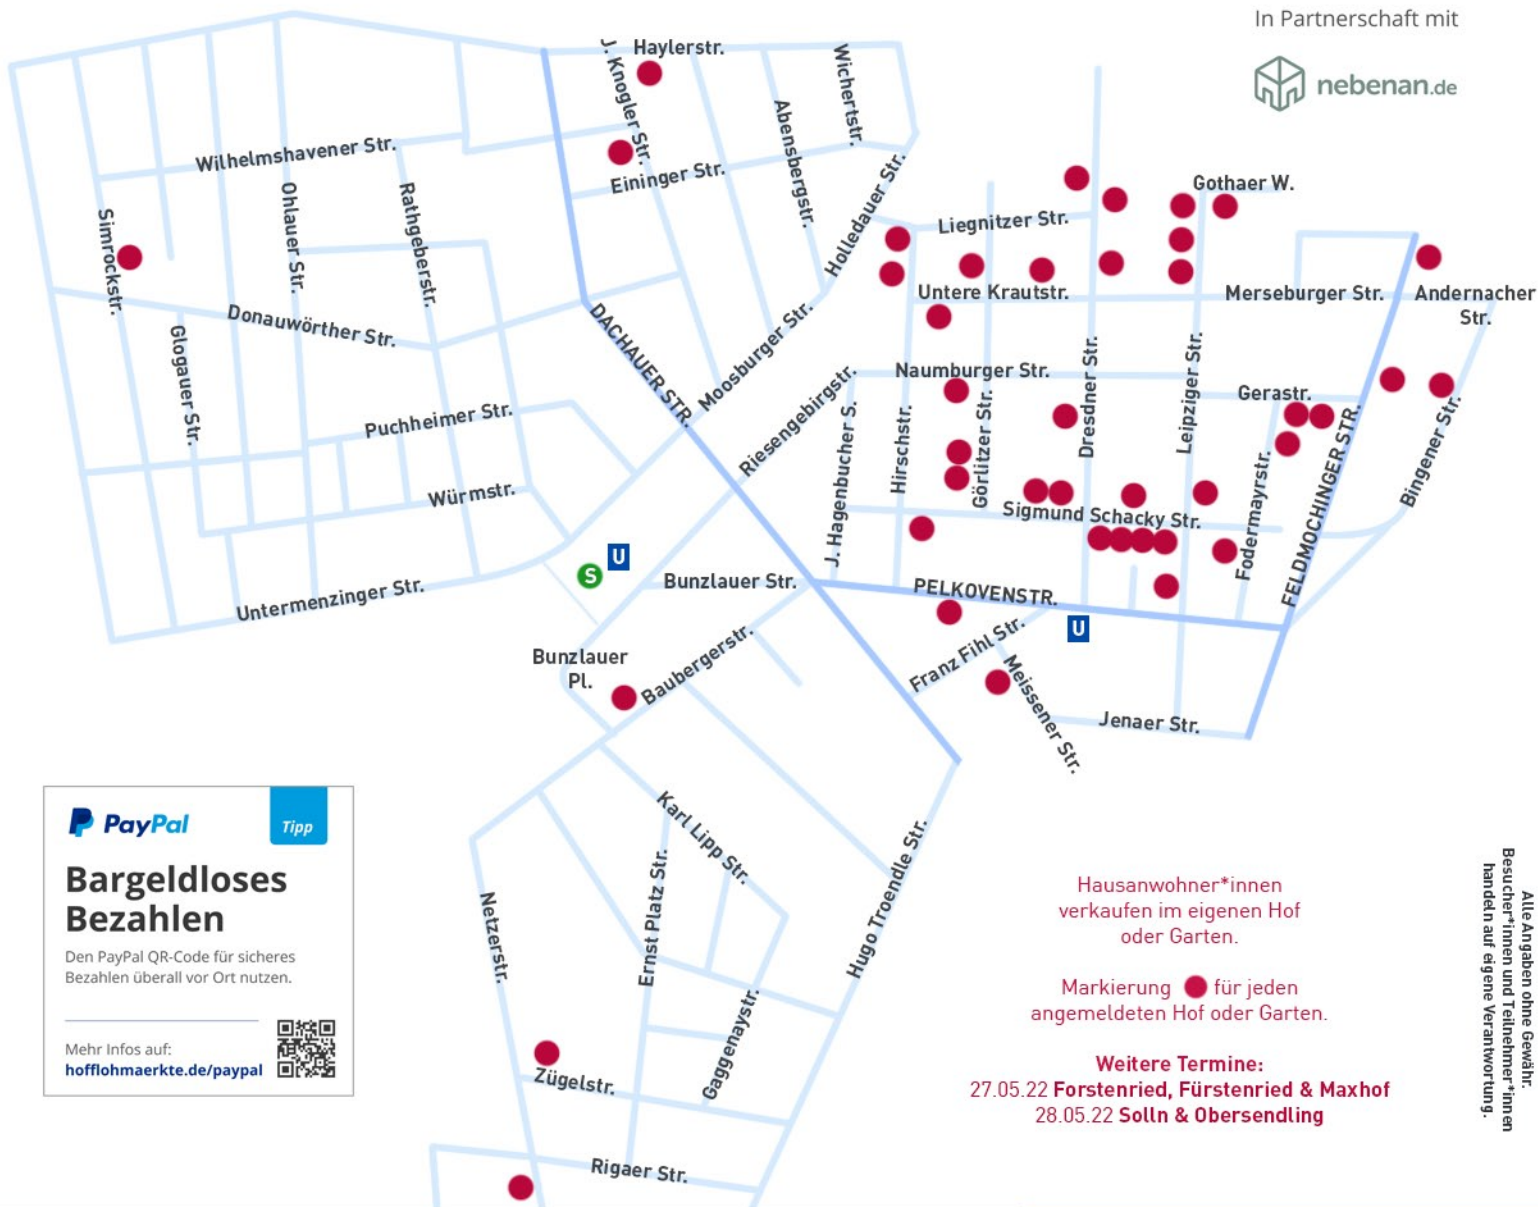 In Partnerschaft mit
nebenan.de
Haylerstr.
J. Knogler Str.
Wichertstr.
Abensbergstr.
Eininger Str.
Holledauer Str.
Wilhelmshavener Str.
Ohlauer Str.
Rathgeberstr.
Simrockstr.
Donauwörther Str.
Glogauer Str.
Puchheimer Str.
Würmstr.
Untermenzinger Str.
DACHAUER STR.
Moosburger Str.
Riesengebirgstr.
Gothaer W.
Liegnitzer Str.
Untere Krautstr.
Merseburger Str.
Andernacher
Str.
Naumburger Str.
Gerastr.
J. Hagenbucher S.
Hirschstr.
Görlitzer Str.
Dresdner Str.
Leipziger Str.
Fodermayrstr.
FELDMOCHINGER STR.
Bingener Str.
Sigmund Schacky Str.
U
S
Bunzlauer Str.
PELKOVENSTR.
U
Franz Fihl Str.
Meissener Str.
Jenaer Str.
Bunzlauer
Pl.
Baubergerstr.
Karl Lipp Str.
Ernst Platz Str.
Netzerstr.
Hugo Troendle Str.
Gaggenaystr.
Zügelstr.
Rigaer Str.
PayPal
Tipp
Bargeldloses
Bezahlen
Den PayPal QR-Code für sicheres
Bezahlen überall vor Ort nutzen.
Mehr Infos auf:
hofflohmaerkte.de/paypal
Hausanwohner*innen
verkaufen im eigenen Hof
oder Garten.
Markierung für jeden
angemeldeten Hof oder Garten.
Weitere Termine:
27.05.22 Forstenried, Fürstenried & Maxhof
28.05.22 Solln & Obersendling
Alle Angaben ohne Gewähr.
Besucher*innen und Teilnehmer*innen
handeln auf eigene Verantwortung.